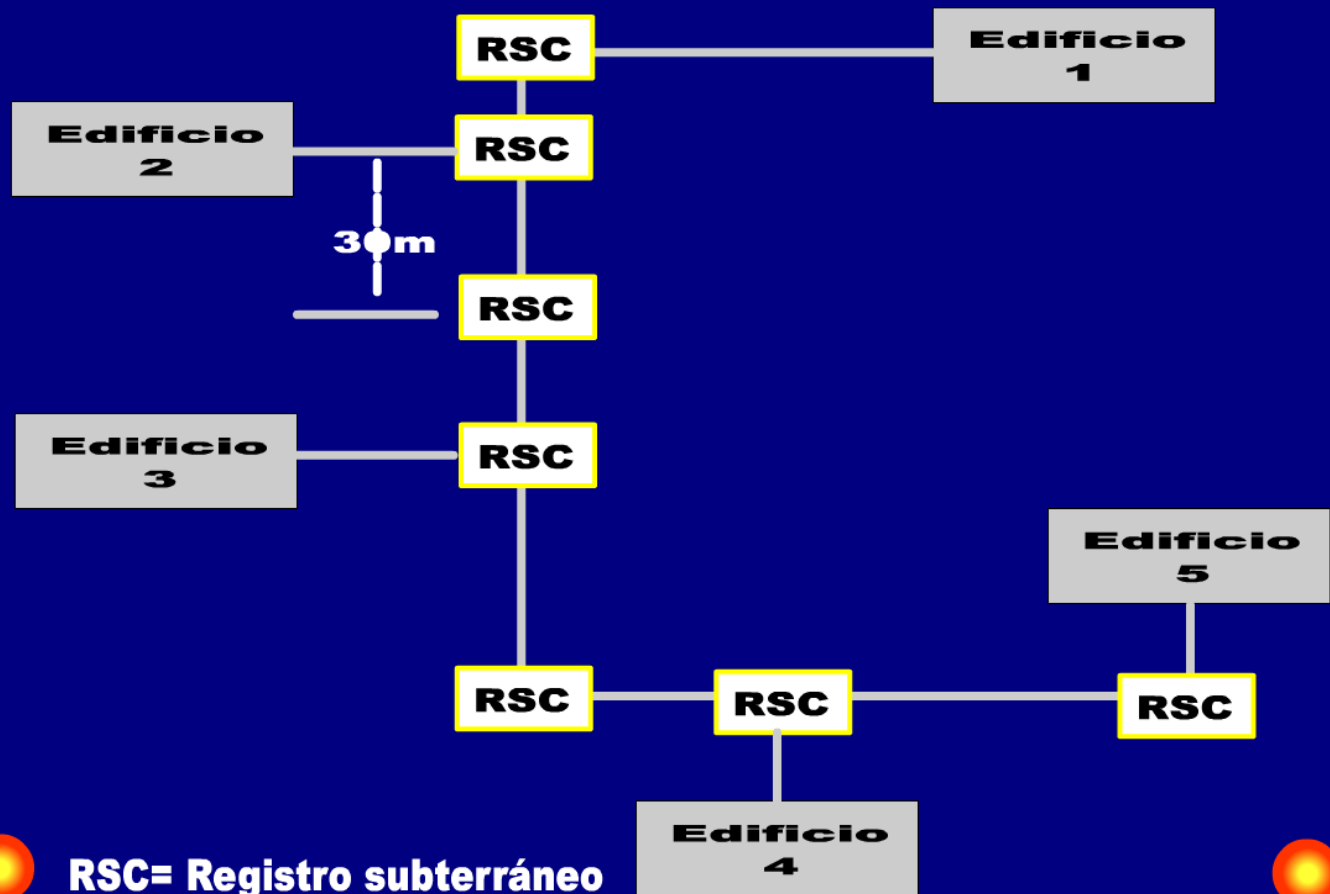 RSC
Edificio
1
Edificio
2
RSC
30m
RSC
Edificio
3
RSC
Edificio
5
RSC
RSC
RSC
Edificio
4
RSC= Registro subterráneo